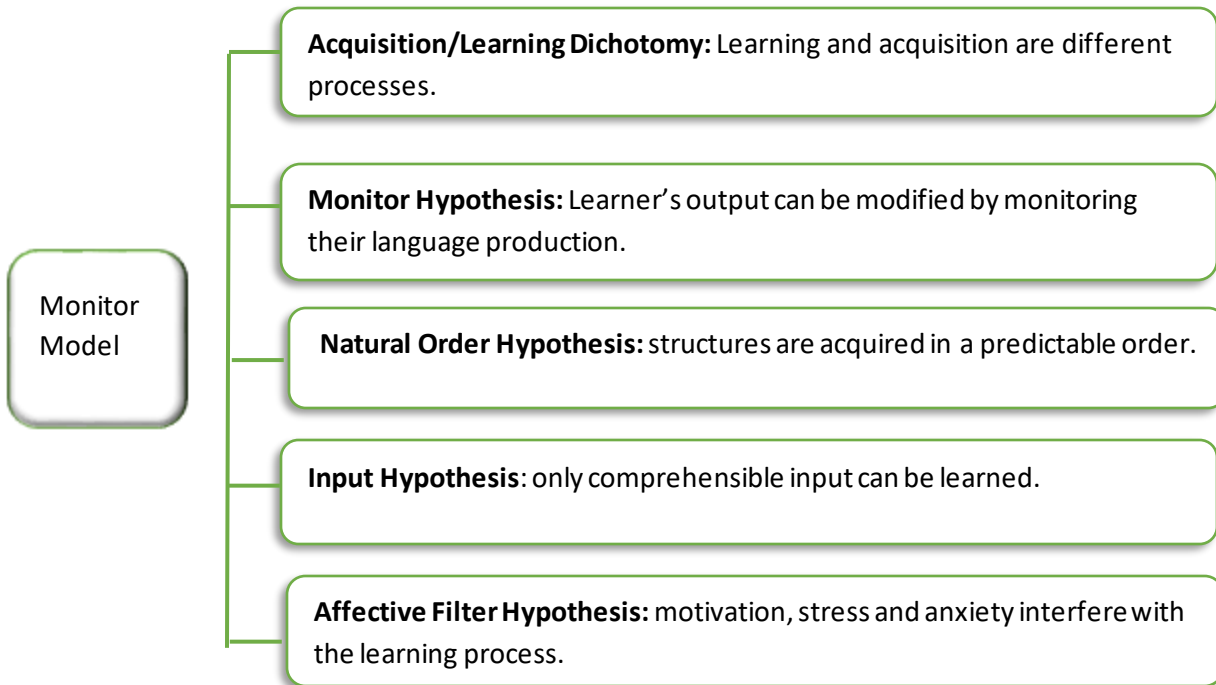 Acquisition/Learning Dichotomy: Learning and acquisition are different
processes.
Monitor Hypothesis: Learner’s output can be modified by monitoring
their language production.
Monitor
Model
Natural Order Hypothesis: structures are acquired in a predictable order.
Input Hypothesis: only comprehensible input can be learned.
Affective Filter Hypothesis: motivation, stress and anxiety interfere with
the learning process.